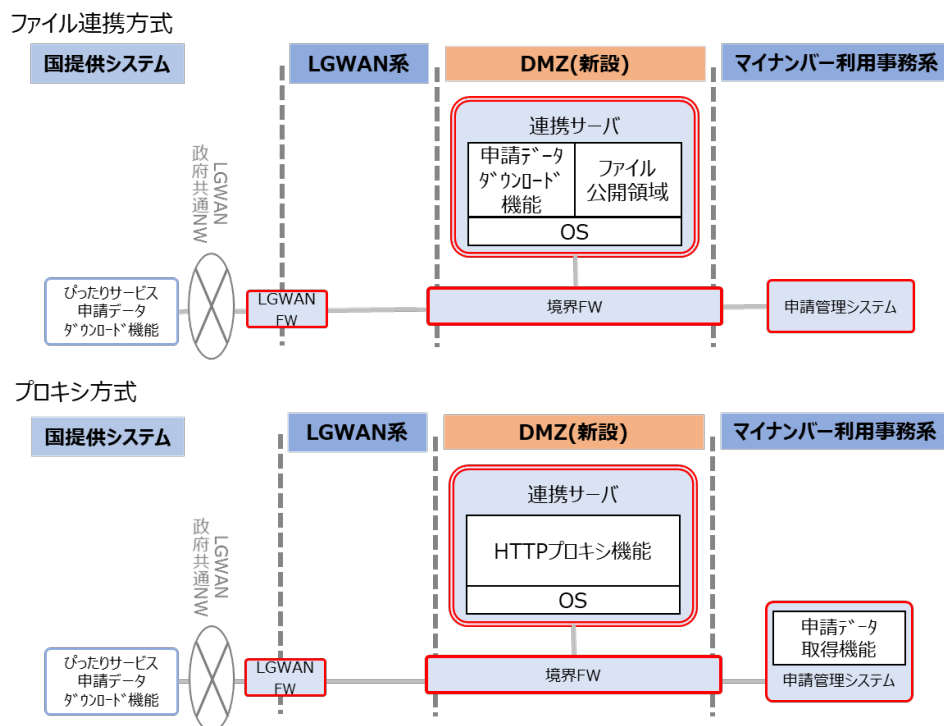 ファイル連携方式
国提供システム
LGWAN系
DMZ(新設)
マイナンバー利用事務系
LGWAN
政府共通NW
連携サーバ
申請ﾃﾞｰﾀ
ﾀﾞｳﾝﾛｰﾄﾞ
機能
ファイル
公開領域
OS
ぴったりサービス
申請データ
ﾀﾞｳﾝﾛｰﾄﾞ機能
LGWAN
FW
境界FW
申請管理システム
プロキシ方式
国提供システム
LGWAN系
DMZ(新設)
マイナンバー利用事務系
LGWAN
政府共通NW
連携サーバ
HTTPプロキシ機能
OS
ぴったりサービス
申請データ
ﾀﾞｳﾝﾛｰﾄﾞ機能
LGWAN
FW
境界FW
申請ﾃﾞｰﾀ
取得機能
申請管理システム